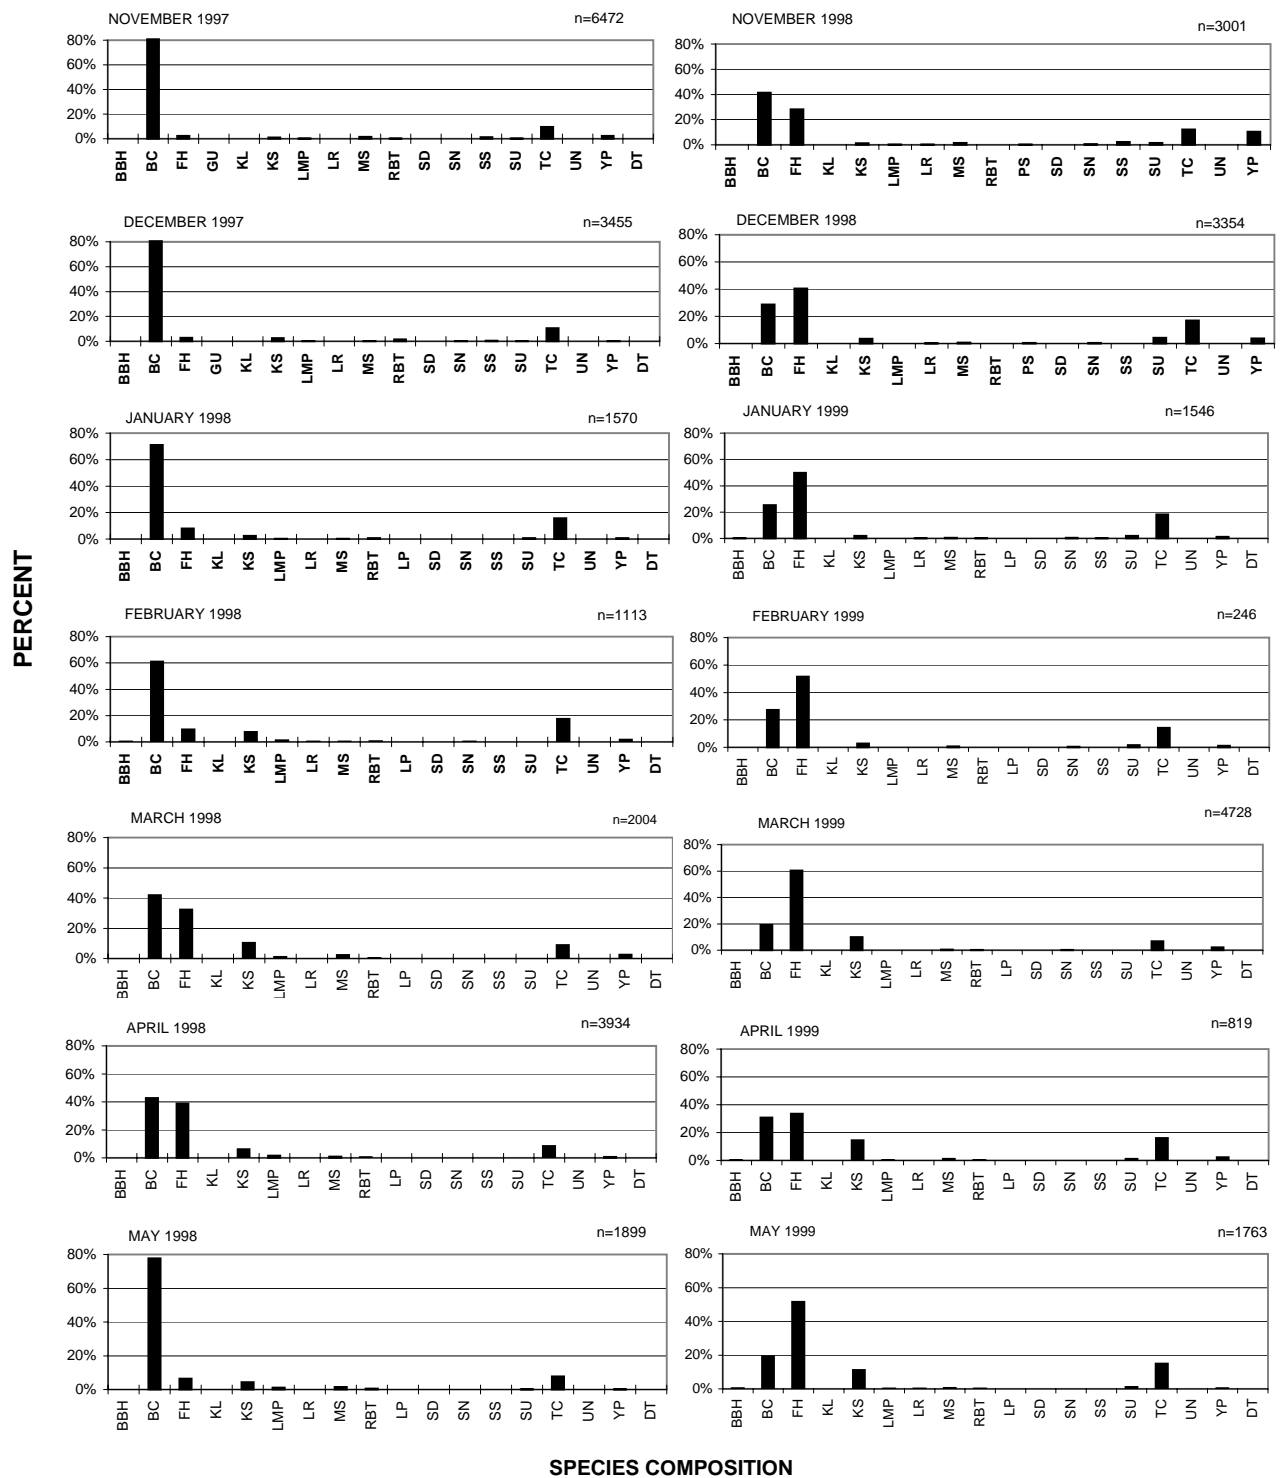 NOVEMBER 1997 n=6472
80%
60%
40%
20%
0%
BBH BC FH GU KL KS LMP LR MS RBT SD SN SS SU TC UN YP DT
NOVEMBER 1998 n=3001
80%
60%
40%
20%
0%
BBH BC FH KL KS LMP LR MS RBT PS SD SN SS SU TC UN YP
DECEMBER 1997 n=3455
80%
60%
40%
20%
0%
BBH BC FH GU KL KS LMP LR MS RBT SD SN SS SU TC UN YP DT
DECEMBER 1998 n=3354
80%
60%
40%
20%
0%
BBH BC FH KL KS LMP LR MS RBT PS SD SN SS SU TC UN YP
JANUARY 1998 n=1570
80%
60%
40%
20%
0%
BBH BC FH KL KS LMP LR MS RBT LP SD SN SS SU TC UN YP DT
JANUARY 1999 n=1546
80%
60%
40%
20%
0%
BBH BC FH KL KS LMP LR MS RBT LP SD SN SS SU TC UN YP DT
PERCENT
FEBRUARY 1998 n=1113
80%
60%
40%
20%
0%
BBH BC FH KL KS LMP LR MS RBT LP SD SN SS SU TC UN YP DT
FEBRUARY 1999 n=246
80%
60%
40%
20%
0%
BBH BC FH KL KS LMP LR MS RBT LP SD SN SS SU TC UN YP DT
MARCH 1998 n=2004
80%
60%
40%
20%
0%
BBH BC FH KL KS LMP LR MS RBT LP SD SN SS SU TC UN YP DT
MARCH 1999 n=4728
80%
60%
40%
20%
0%
BBH BC FH KL KS LMP LR MS RBT LP SD SN SS SU TC UN YP DT
APRIL 1998 n=3934
80%
60%
40%
20%
0%
BBH BC FH KL KS LMP LR MS RBT LP SD SN SS SU TC UN YP DT
APRIL 1999 n=819
80%
60%
40%
20%
0%
BBH BC FH KL KS LMP LR MS RBT LP SD SN SS SU TC UN YP DT
MAY 1998 n=1899
80%
60%
40%
20%
0%
BBH BC FH KL KS LMP LR MS RBT LP SD SN SS SU TC UN YP DT
MAY 1999 n=1763
80%
60%
40%
20%
0%
BBH BC FH KL KS LMP LR MS RBT LP SD SN SS SU TC UN YP DT
SPECIES COMPOSITION